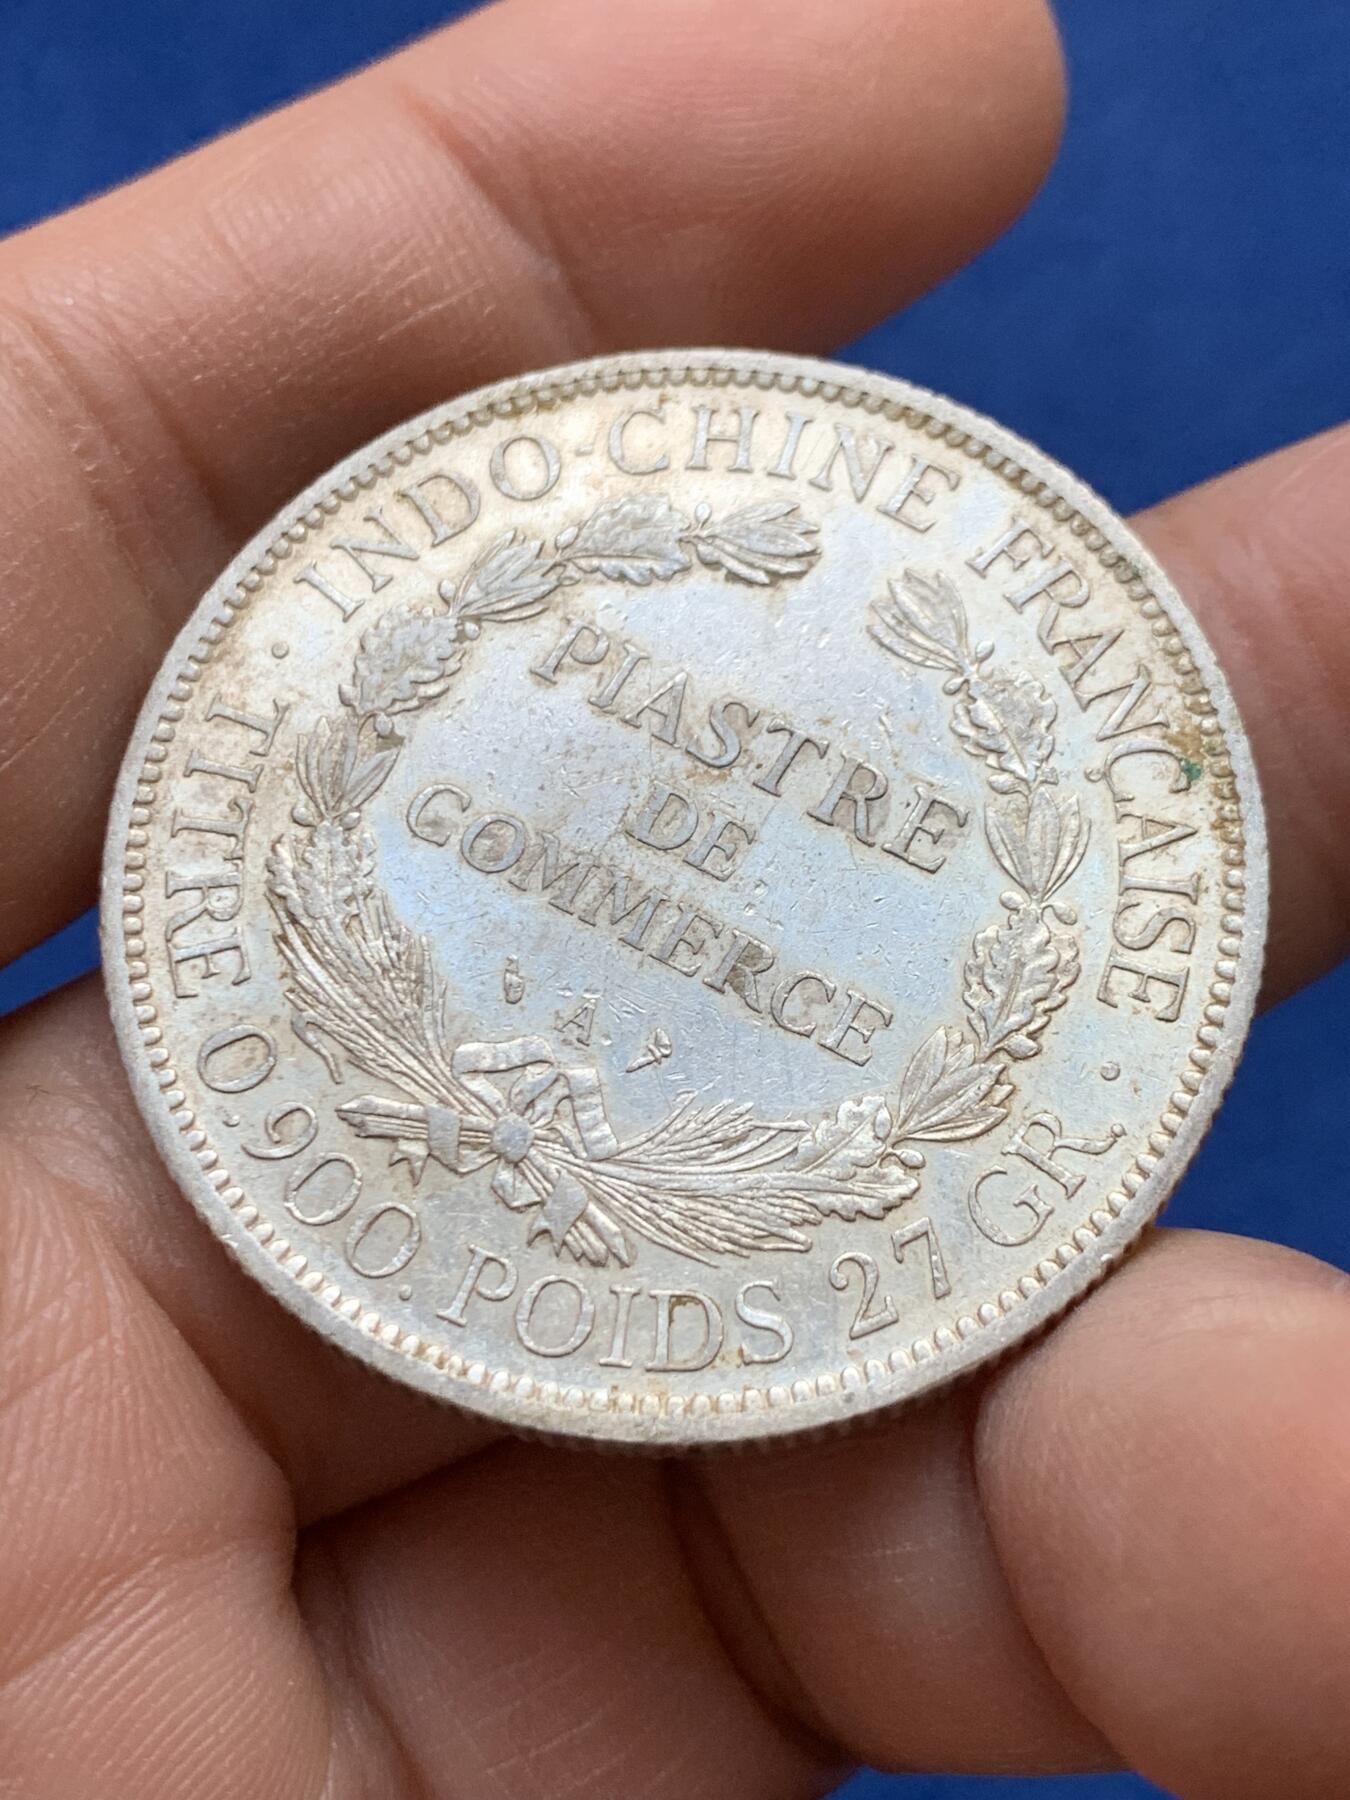 INDO-CHINE FRANÇAISE
PIASTRE
DE
COMMERCE
A
· TITRE 0,900. POIDS 27 GR. ·